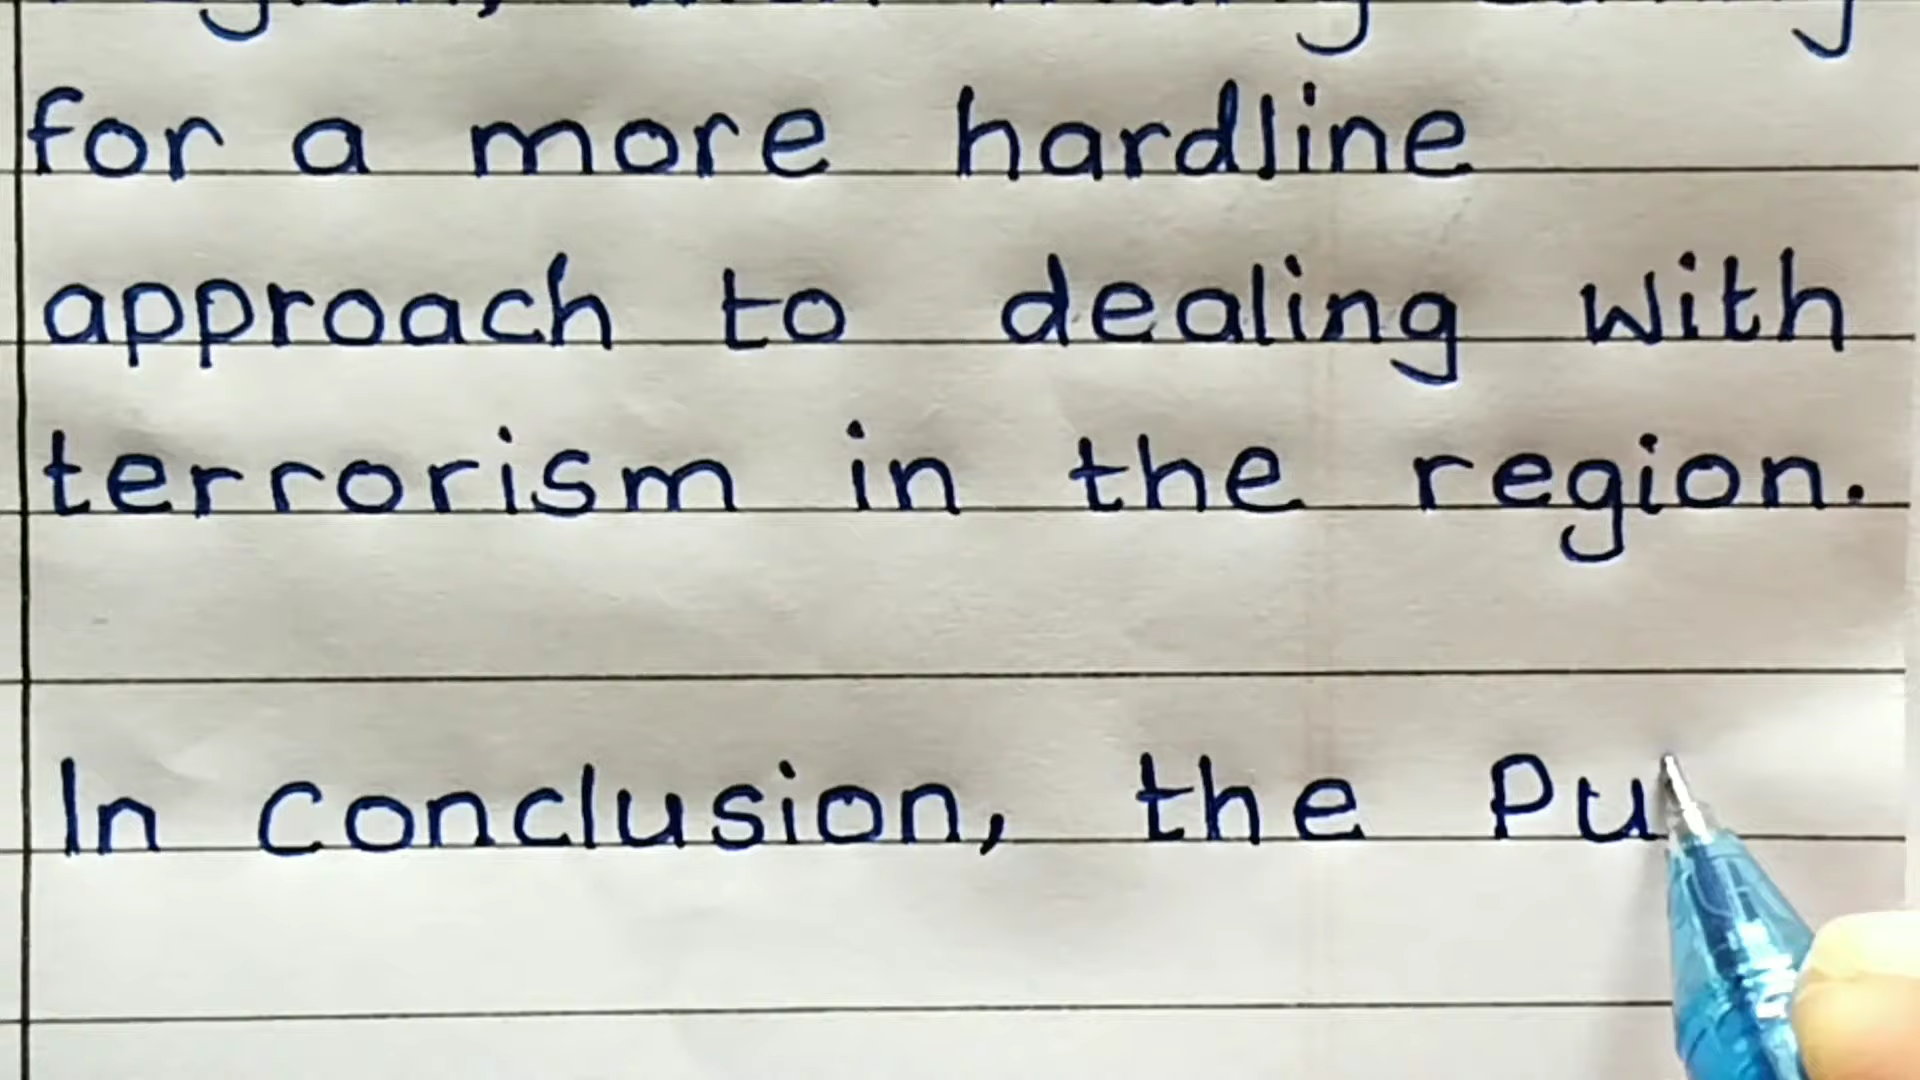 for a more hardline
approach to dealing with
terrorism in the region.
In conclusion, the Pu